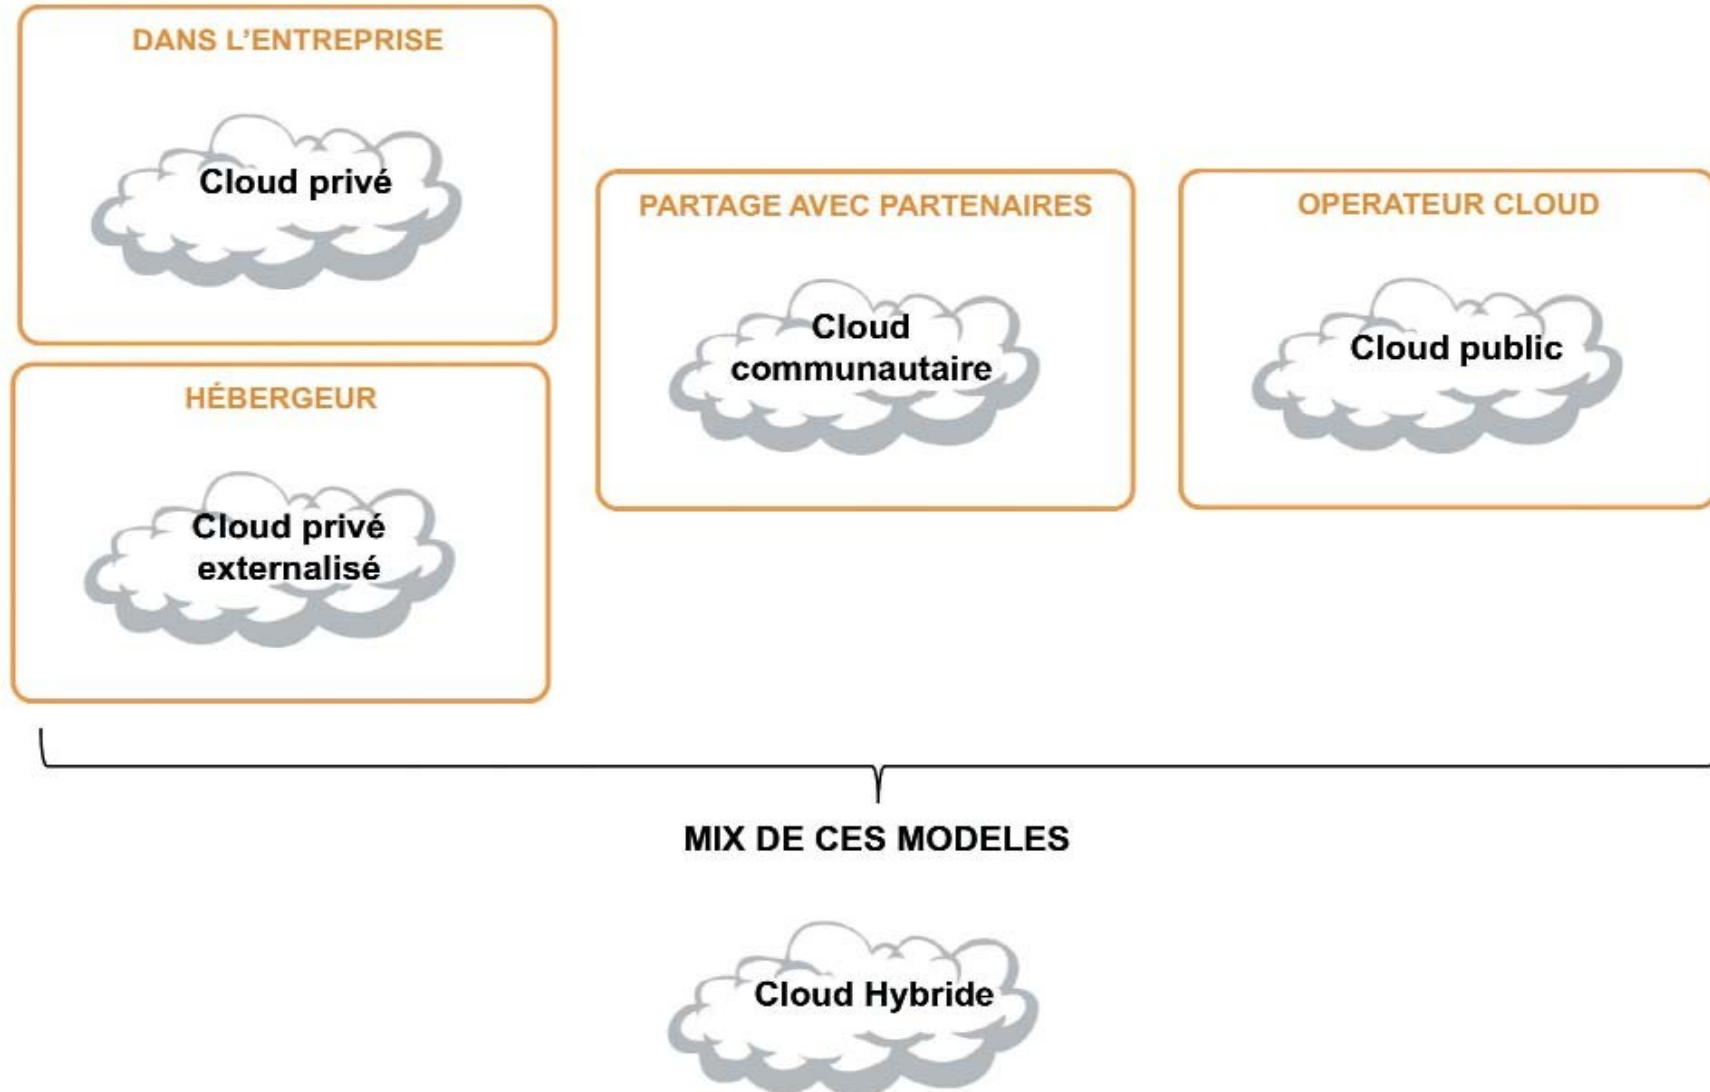 DANS L'ENTREPRISE
Cloud privé
HÉBERGEUR
Cloud privé
externalisé
PARTAGE AVEC PARTENAIRES
Cloud
communautaire
OPERATEUR CLOUD
Cloud public
MIX DE CES MODELES
Cloud Hybride